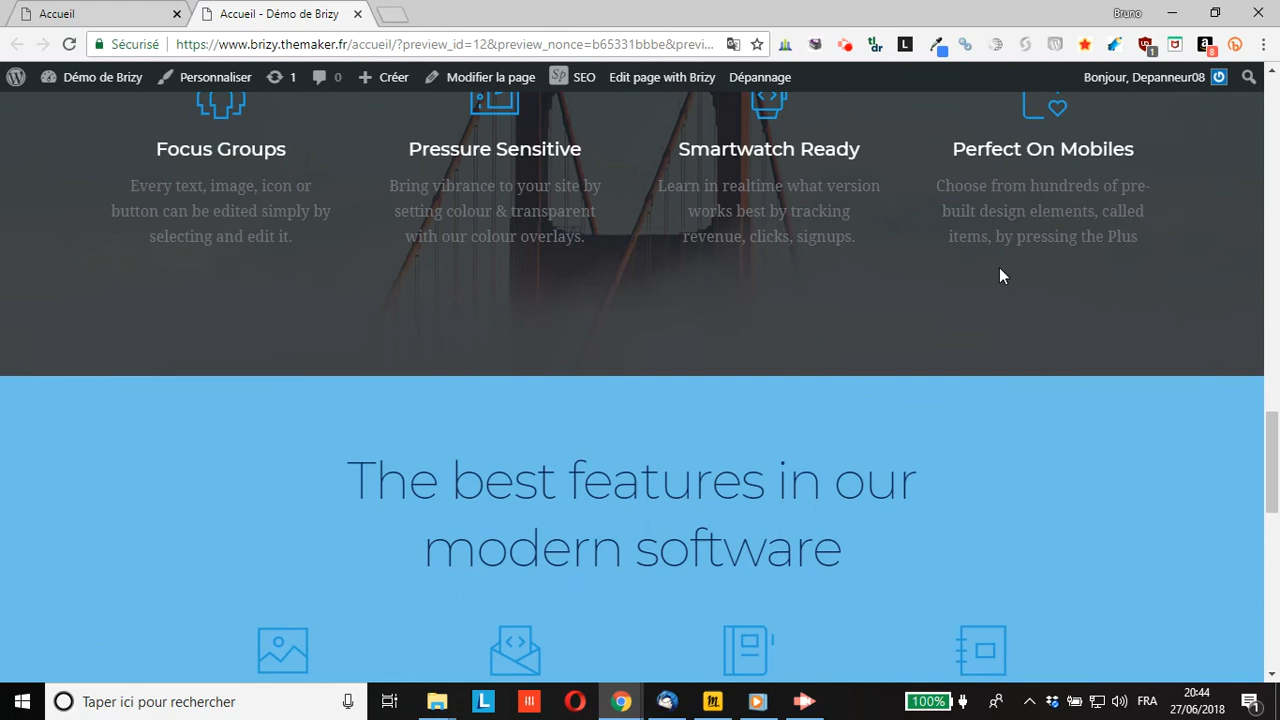 Accueil
Accueil - Démo de Brizy
Bruno
Sécurisé
https://www.brizy.themaker.fr/accueil/?preview_id=12&preview_nonce=b65331bbbe&previ...
tl;
dr
L
1
a
8
Démo de Brizy
Personnaliser
1
0
Créer
Modifier la page
Sp
SEO
Edit page with Brizy
Dépannage
Bonjour, Depanneur08
Focus Groups
Pressure Sensitive
Smartwatch Ready
Perfect On Mobiles
Every text, image, icon or
button can be edited simply by
selecting and edit it.
Bring vibrance to your site by
setting colour & transparent
with our colour overlays.
Learn in realtime what version
works best by tracking
revenue, clicks, signups.
Choose from hundreds of pre-
built design elements, called
items, by pressing the Plus
The best features in our
modern software
Taper ici pour rechercher
L
100%
FRA
20:44
27/06/2018
1